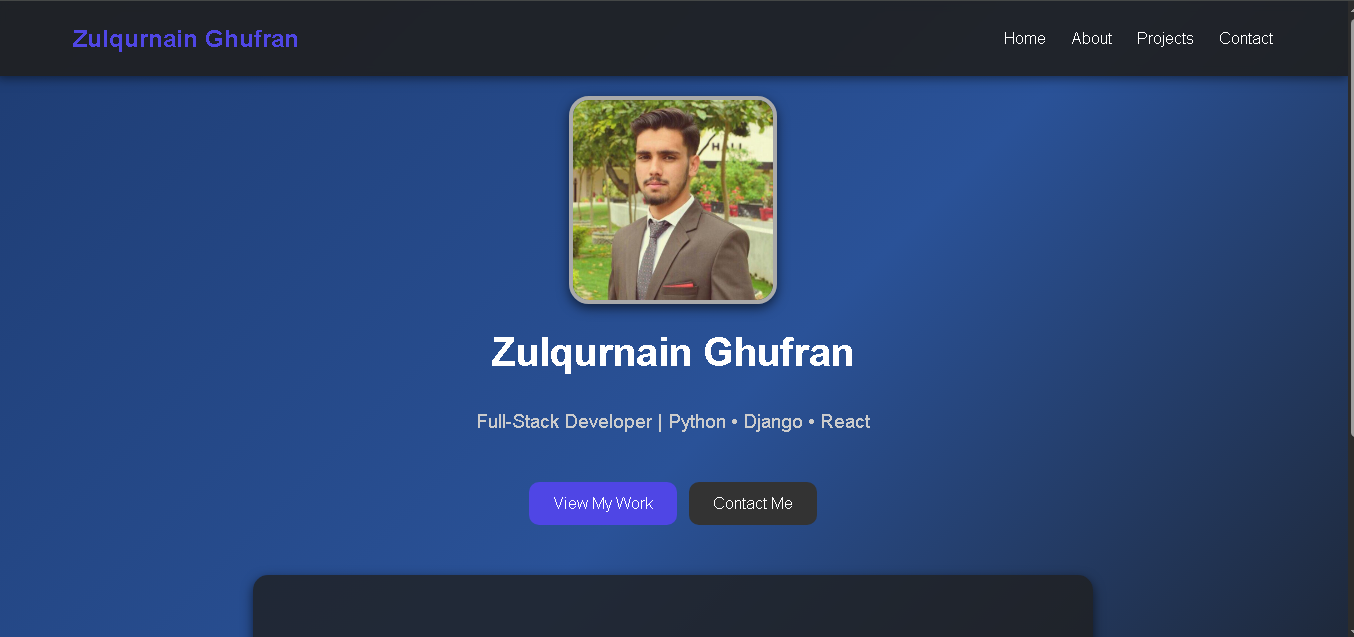 Zulqurnain Ghufran
Home About Projects Contact
HALL
Zulqurnain Ghufran
Full-Stack Developer | Python • Django • React
View My Work Contact Me